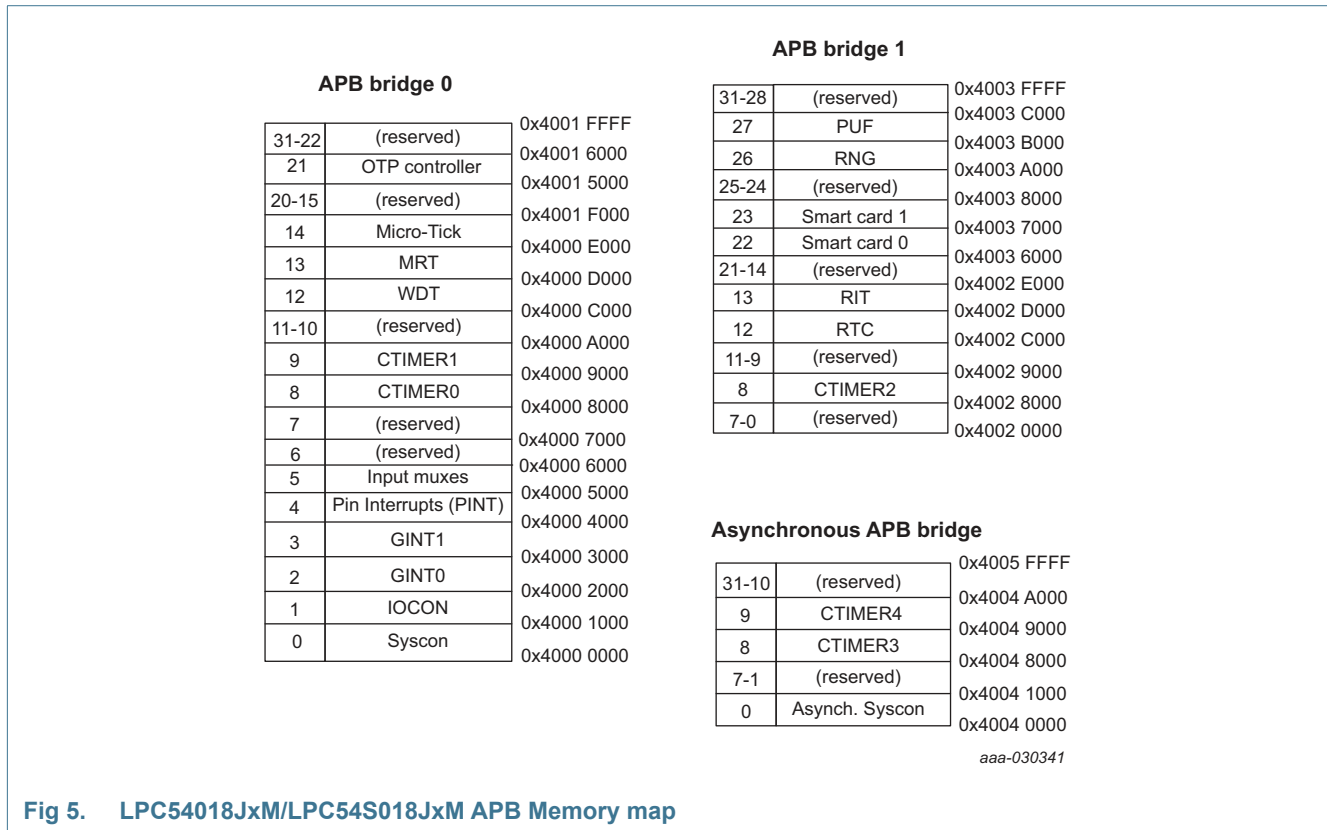 APB bridge 0
31-22 (reserved) 0x4001 FFFF
21 OTP controller 0x4001 6000
20-15 (reserved) 0x4001 5000
14 Micro-Tick 0x4001 F000
13 MRT 0x4000 E000
12 WDT 0x4000 D000
11-10 (reserved) 0x4000 C000
9 CTIMER1 0x4000 A000
8 CTIMER0 0x4000 9000
7 (reserved) 0x4000 8000
6 (reserved) 0x4000 7000
5 Input muxes 0x4000 6000
4 Pin Interrupts (PINT) 0x4000 5000
3 GINT1 0x4000 4000
2 GINT0 0x4000 3000
1 IOCON 0x4000 2000
0 Syscon 0x4000 1000
0x4000 0000
APB bridge 1
31-28 (reserved) 0x4003 FFFF
27 PUF 0x4003 C000
26 RNG 0x4003 B000
25-24 (reserved) 0x4003 A000
23 Smart card 1 0x4003 8000
22 Smart card 0 0x4003 7000
21-14 (reserved) 0x4003 6000
13 RIT 0x4002 E000
12 RTC 0x4002 D000
11-9 (reserved) 0x4002 C000
8 CTIMER2 0x4002 9000
7-0 (reserved) 0x4002 8000
0x4002 0000
Asynchronous APB bridge
31-10 (reserved) 0x4005 FFFF
9 CTIMER4 0x4004 A000
8 CTIMER3 0x4004 9000
7-1 (reserved) 0x4004 8000
0 Asynch. Syscon 0x4004 1000
0x4004 0000
aaa-030341
Fig 5. LPC54018JxM/LPC54S018JxM APB Memory map